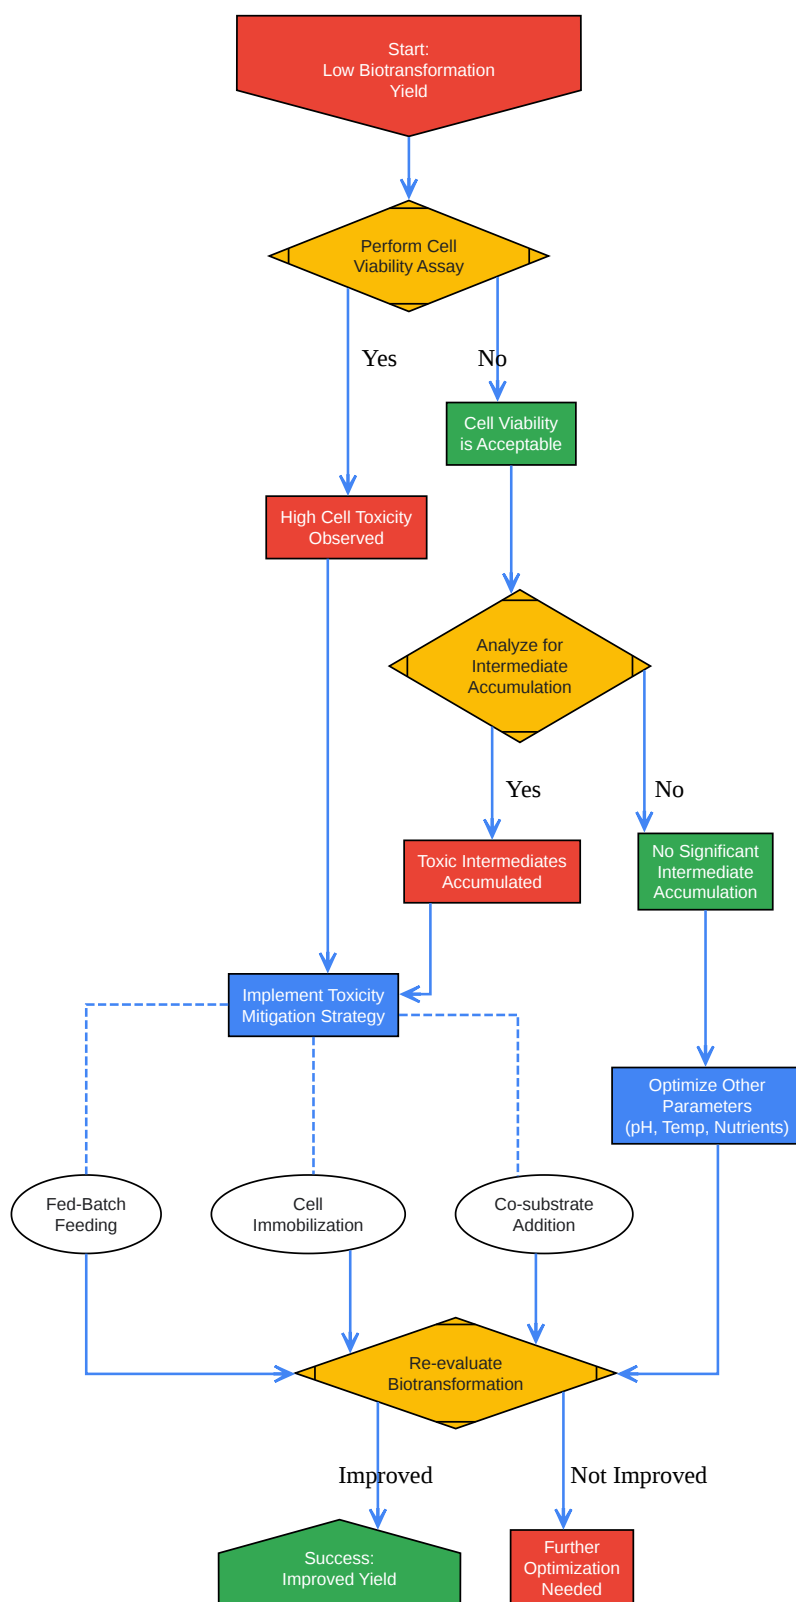 Start:
Low Biotransformation
Yield
Perform Cell
Viability Assay
Yes
No
Cell Viability
is Acceptable
High Cell Toxicity
Observed
Analyze for
Intermediate
Accumulation
Yes
No
Toxic Intermediates
Accumulated
No Significant
Intermediate
Accumulation
Implement Toxicity
Mitigation Strategy
Optimize Other
Parameters
(pH, Temp, Nutrients)
Fed-Batch
Feeding
Cell
Immobilization
Co-substrate
Addition
Re-evaluate
Biotransformation
Improved
Not Improved
Success:
Improved Yield
Further
Optimization
Needed